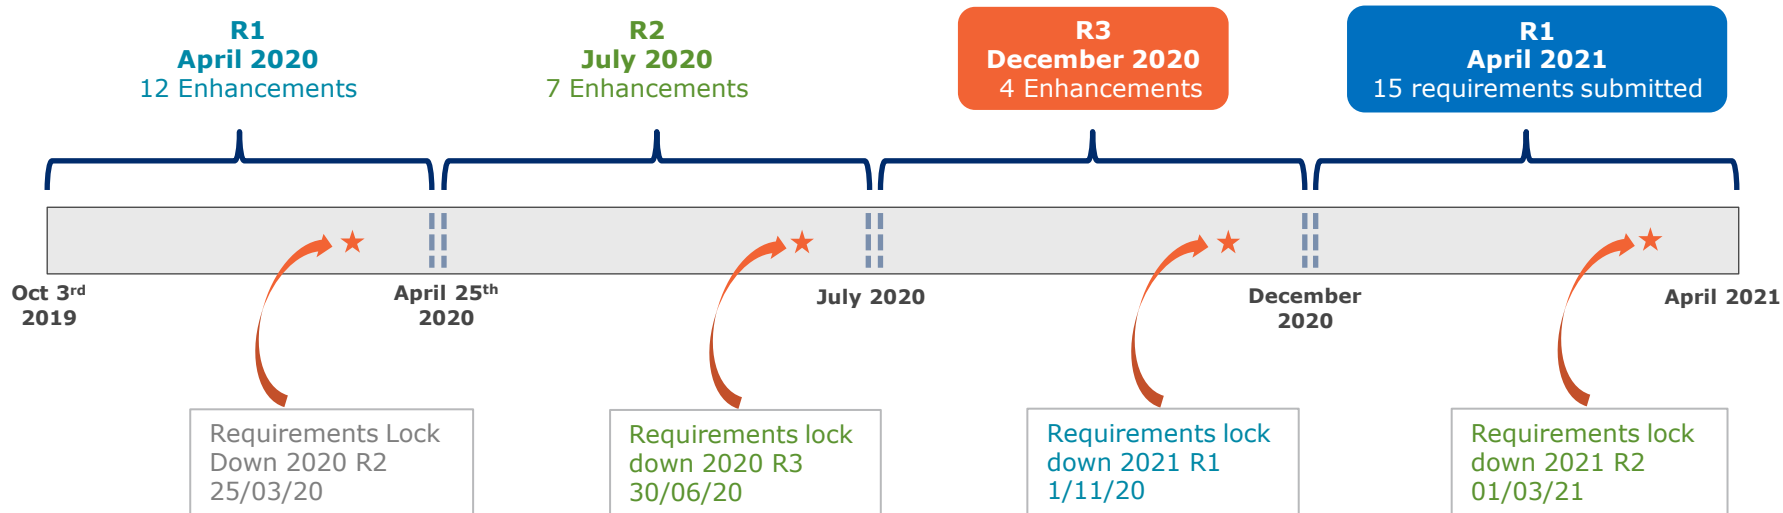 R1
April 2020
12 Enhancements
R2
July 2020
7 Enhancements
R3
December 2020
4 Enhancements
R1
April 2021
15 requirements submitted
Oct 3rd
2019
April 25th
2020
July 2020
December
2020
April 2021
Requirements Lock
Down 2020 R2
25/03/20
Requirements lock
down 2020 R3
30/06/20
Requirements lock
down 2021 R1
1/11/20
Requirements lock
down 2021 R2
01/03/21